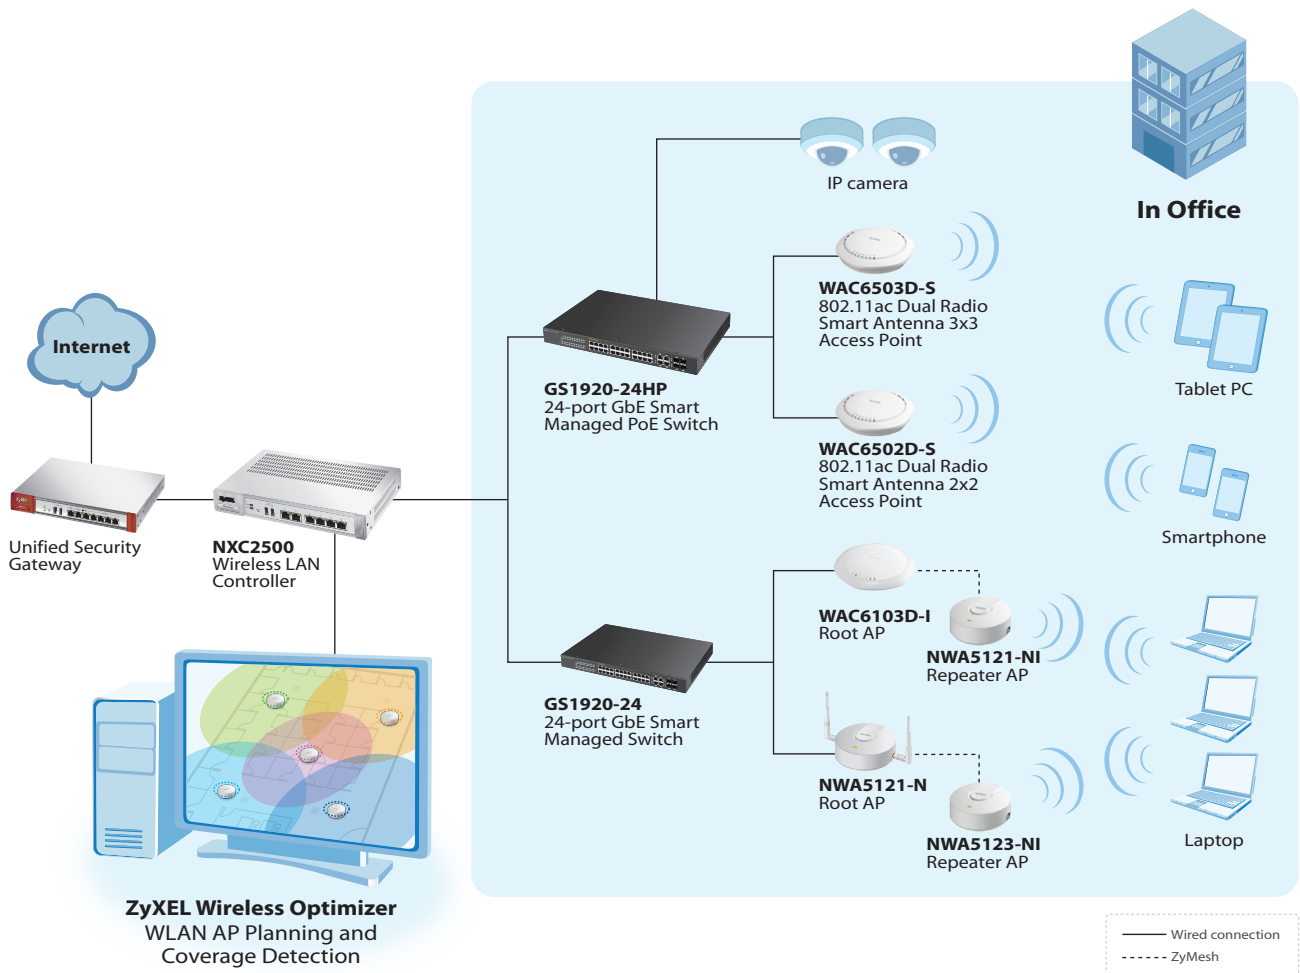 In Office
IP camera
WAC6503D-S
802.11ac Dual Radio
Smart Antenna 3x3
Access Point
Internet
Tablet PC
GS1920-24HP
24-port GbE Smart
Managed PoE Switch
WAC6502D-S
802.11ac Dual Radio
Smart Antenna 2x2
Access Point
Unified Security
Gateway
NXC2500
Wireless LAN
Controller
Smartphone
WAC6103D-I
Root AP
NWA5121-NI
Repeater AP
GS1920-24
24-port GbE Smart
Managed Switch
NWA5121-N
Root AP
NWA5123-NI
Repeater AP
Laptop
ZyXEL Wireless Optimizer
WLAN AP Planning and
Coverage Detection
Wired connection
ZyMesh